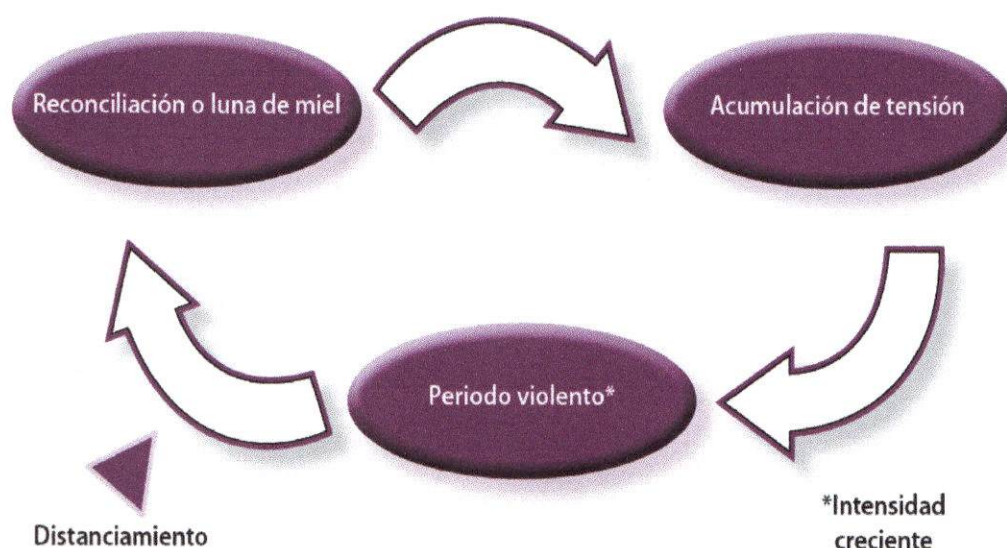 Reconciliación o luna de miel
Acumulación de tensión
Periodo violento*
Distanciamiento
*Intensidad
creciente